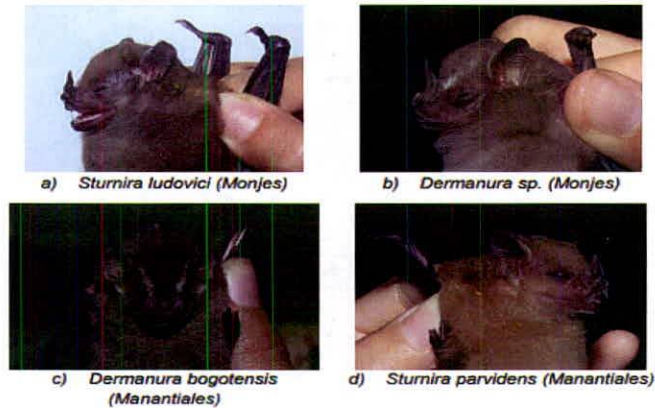 a) Sturnira ludovici (Monjes)
b) Dermanura sp. (Monjes)
c) Dermanura bogotensis
(Manantiales)
d) Sturnira parvidens (Manantiales)